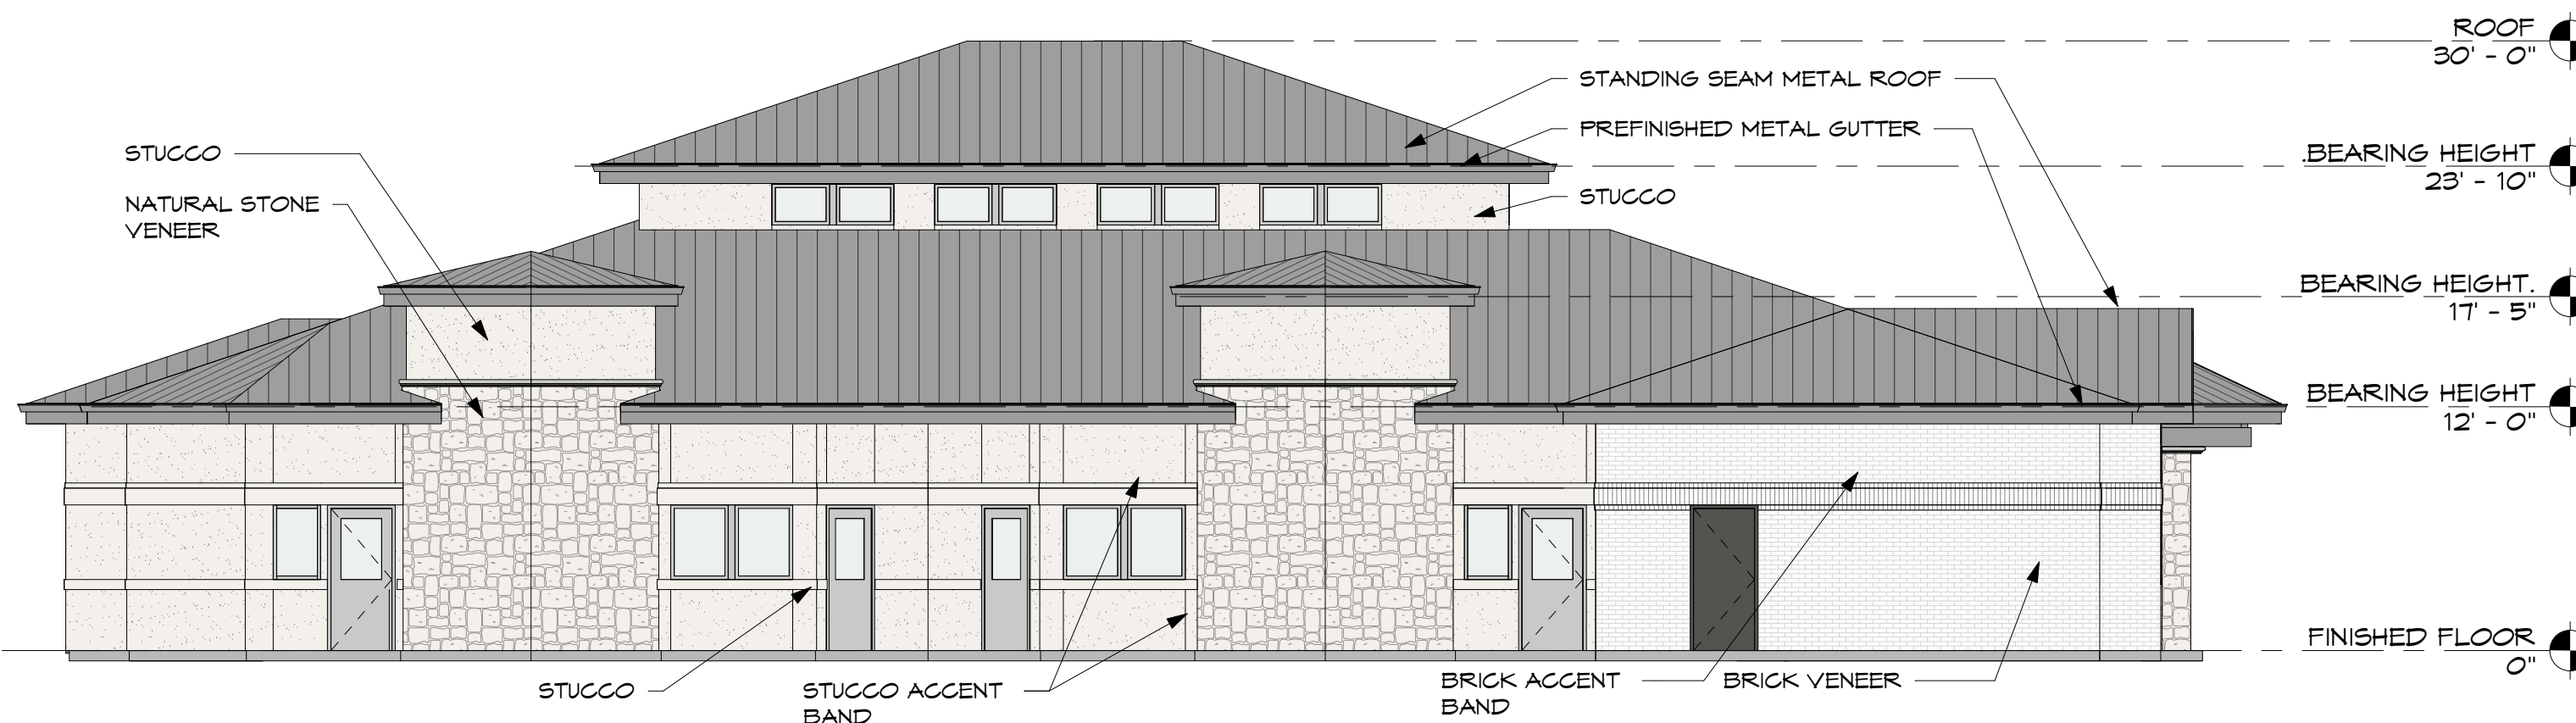 ROOF
30' - 0"
STANDING SEAM METAL ROOF
PREFINISHED METAL GUTTER
STUCCO
.BEARING HEIGHT
23' - 10"
NATURAL STONE
VENEER
STUCCO
BEARING HEIGHT.
17' - 5"
BEARING HEIGHT
12' - 0"
FINISHED FLOOR
0"
STUCCO
STUCCO ACCENT
BAND
BRICK ACCENT
BAND
BRICK VENEER